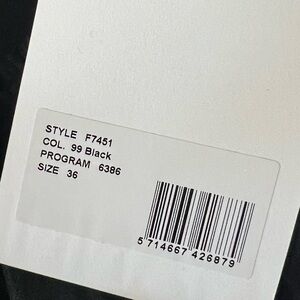 STYLE F7451
COL. 99 Black
PROGRAM 6386
SIZE 36
5 714667 426879